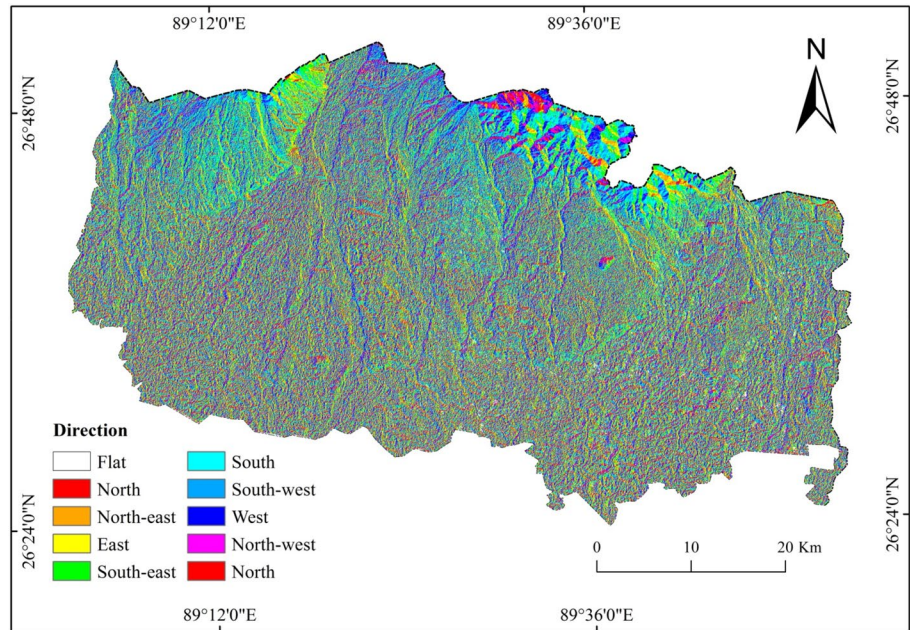 89°12'0"E 89°36'0"E
N
26°48'0"N 26°48'0"N
Direction
Flat South
North South-west
North-east West
East North-west
South-east North
0 10 20 Km
26°24'0"N 26°24'0"N
89°12'0"E 89°36'0"E